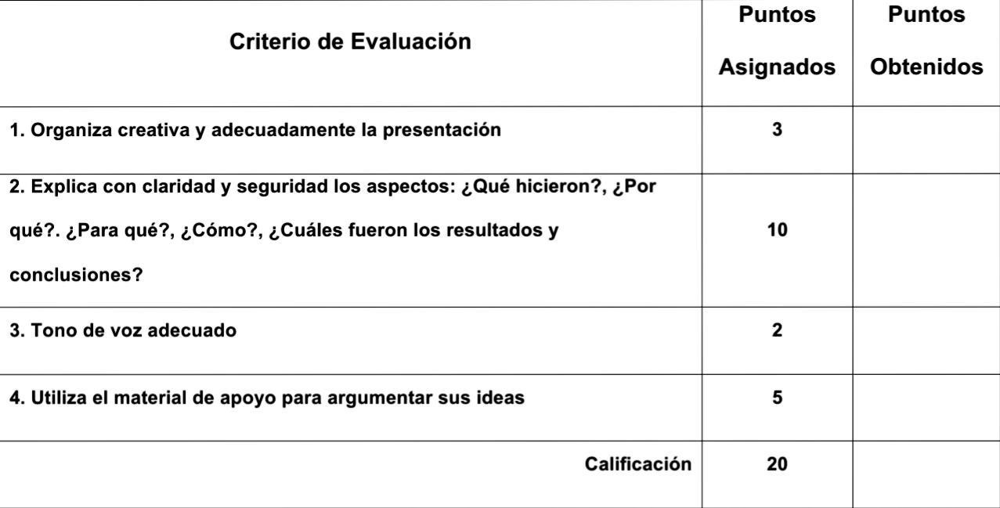 Criterio de Evaluación
Puntos
Asignados
Puntos
Obtenidos
1. Organiza creativa y adecuadamente la presentación
3
2. Explica con claridad y seguridad los aspectos: ¿Qué hicieron?, ¿Por
qué?. ¿Para qué?, ¿Cómo?, ¿Cuáles fueron los resultados y
conclusiones?
10
3. Tono de voz adecuado
2
4. Utiliza el material de apoyo para argumentar sus ideas
5
Calificación
20